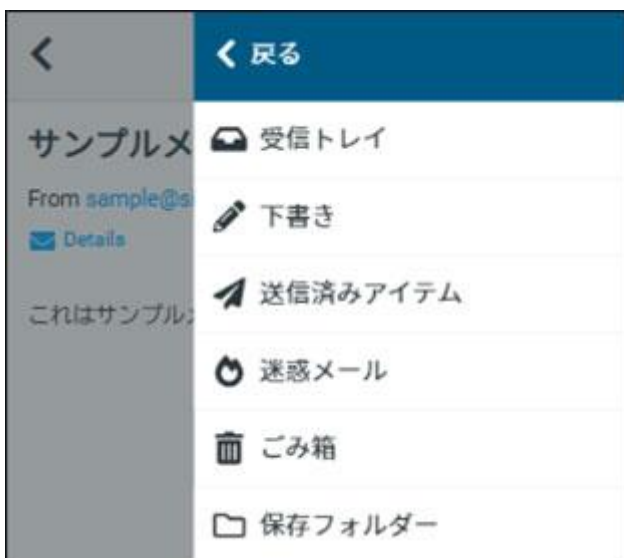 戻る
サンプルメ
From sample@s
Details
これはサンプル
受信トレイ
下書き
送信済みアイテム
迷惑メール
ごみ箱
保存フォルダー